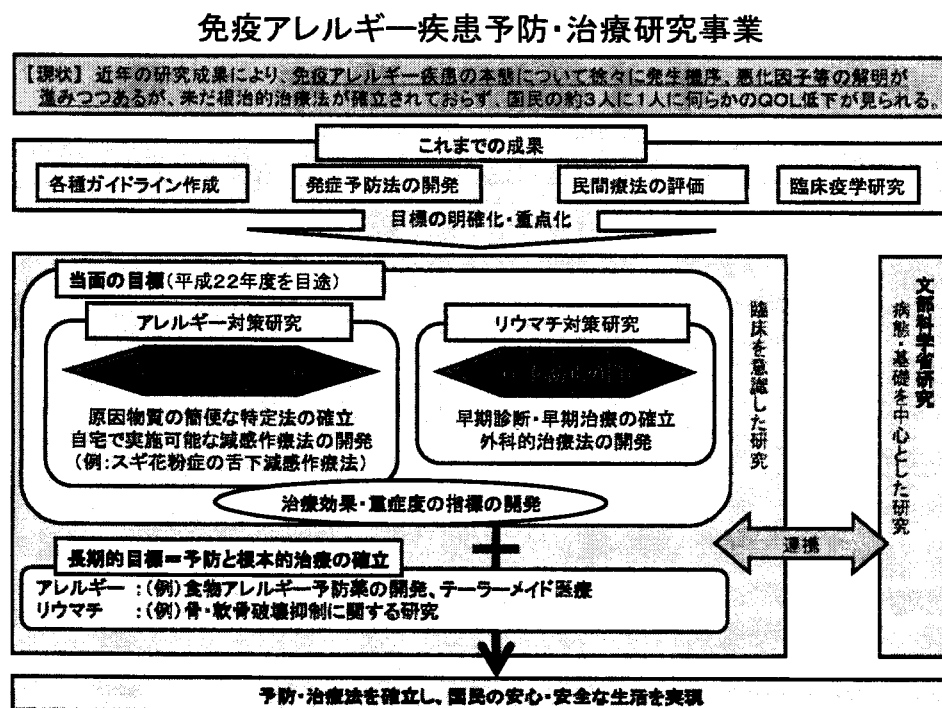 免疫アレルギー疾患予防・治療研究事業
【現状】 近年の研究成果により、免疫アレルギー疾患の本態について徐々に発生機序、悪化因子等の解明が
進みつつあるが、未だ根治的治療法が確立されておらず、国民の約3人に1人に何らかのQOL低下が見られる。
これまでの成果
各種ガイドライン作成
発症予防法の開発
民間療法の評価
臨床疫学研究
目標の明確化・重点化
当面の目標(平成22年度を目途)
アレルギー対策研究
原因物質の簡便な特定法の確立
自宅で実施可能な減感作療法の開発
(例:スギ花粉症の舌下減感作療法)
リウマチ対策研究
早期診断・早期治療の確立
外科的治療法の開発
治療効果・重症度の指標の開発
臨床を意識した研究
連携
文部科学省研究
病態・基礎を中心とした研究
長期的目標=予防と根本的治療の確立
アレルギー :(例)食物アレルギー予防薬の開発、テーラーメイド医療
リウマチ :(例)骨・軟骨破壊抑制に関する研究
予防・治療法を確立し、国民の安心・安全な生活を実現